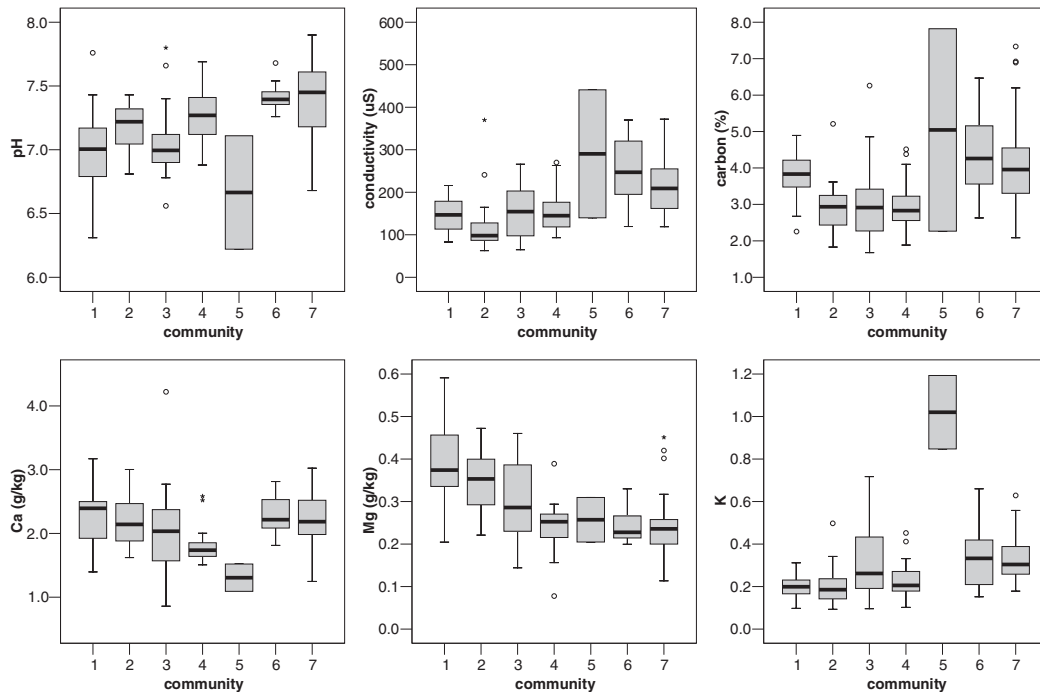 8.0
7.5
7.0
6.5
6.0
pH
1 2 3 4 5 6 7
community
600
500
400
300
200
100
0
conductivity (uS)
1 2 3 4 5 6 7
community
8.0
7.0
6.0
5.0
4.0
3.0
2.0
1.0
carbon (%)
1 2 3 4 5 6 7
community
4.0
3.0
2.0
1.0
Ca (g/kg)
1 2 3 4 5 6 7
community
0.6
0.5
0.4
0.3
0.2
0.1
0.0
Mg (g/kg)
1 2 3 4 5 6 7
community
1.2
1.0
0.8
0.6
0.4
0.2
0.0
K
1 2 3 4 5 6 7
community